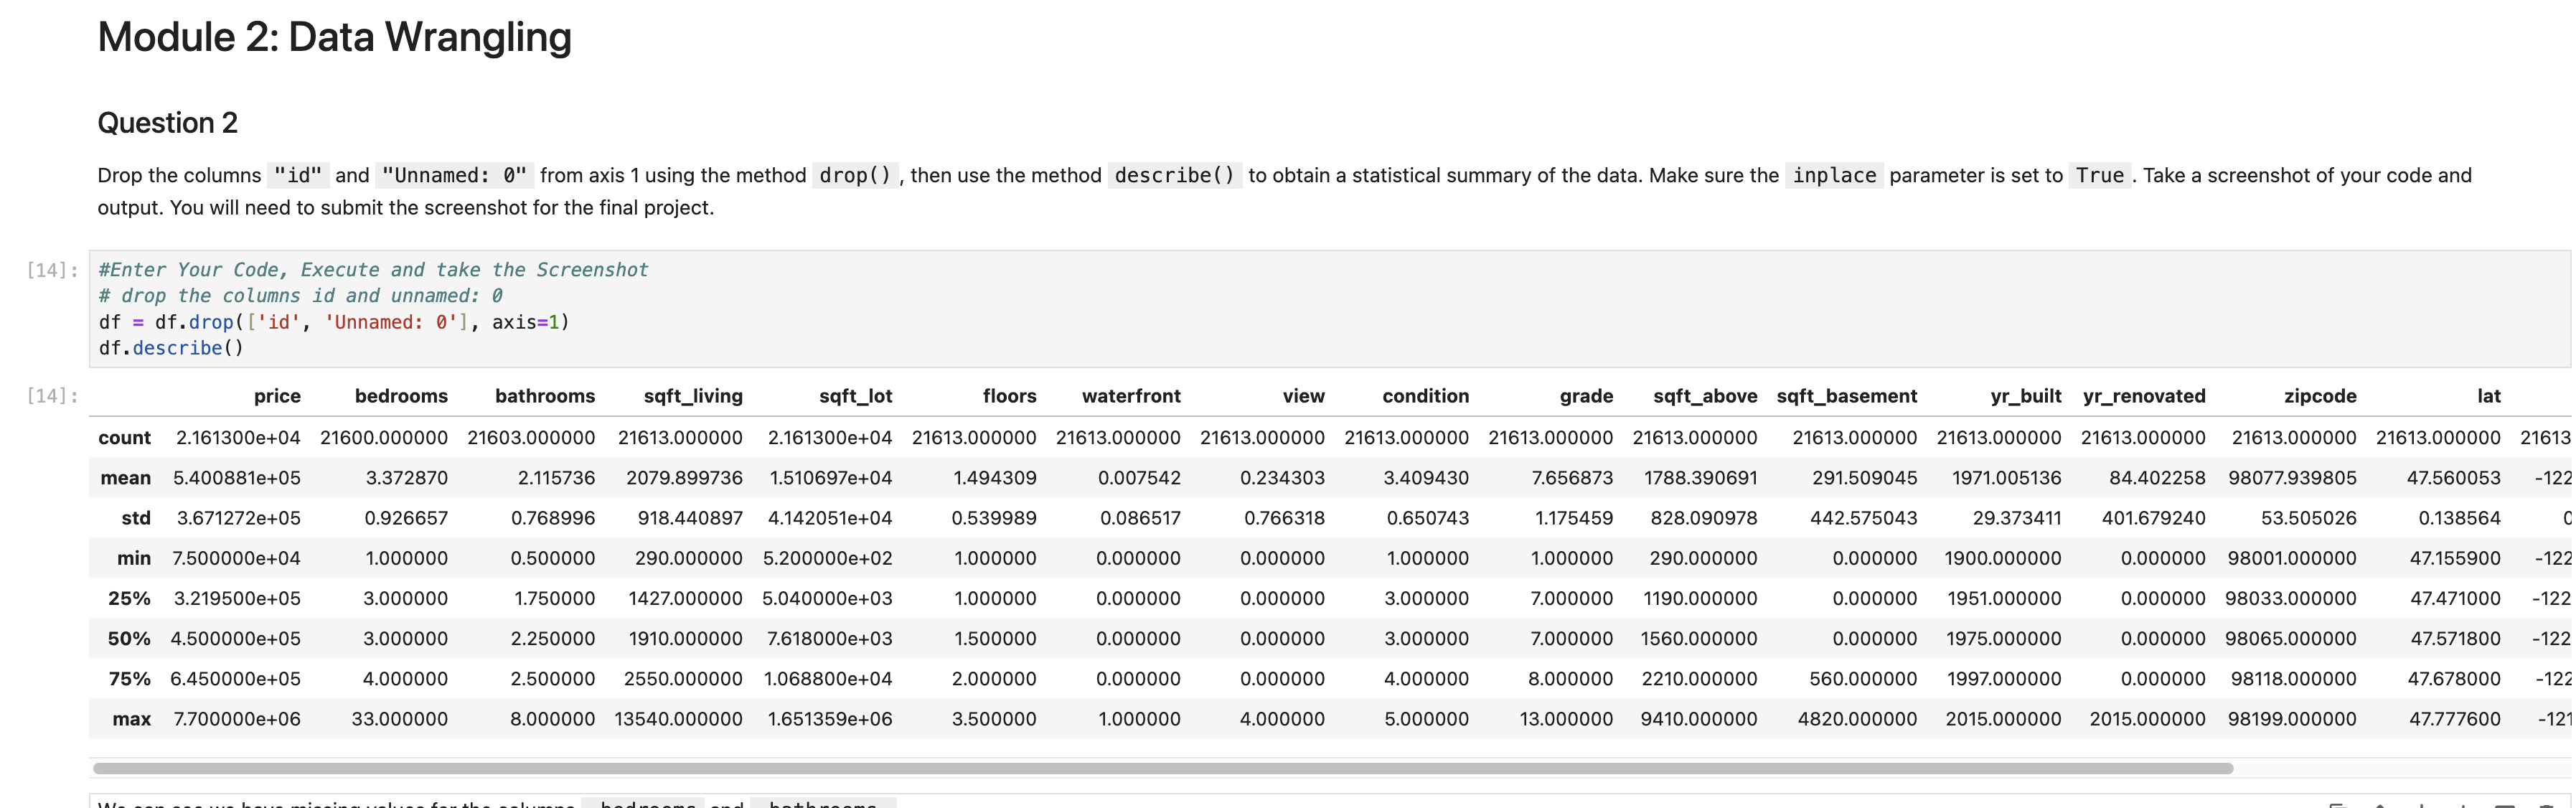 Module 2: Data Wrangling
Question 2
Drop the columns "id" and "Unnamed: 0" from axis 1 using the method drop() , then use the method describe() to obtain a statistical summary of the data. Make sure the inplace parameter is set to True . Take a screenshot of your code and
output. You will need to submit the screenshot for the final project.
[14]: #Enter Your Code, Execute and take the Screenshot
# drop the columns id and unnamed: 0
df = df.drop(['id', 'Unnamed: 0'], axis=1)
df.describe()
[14]: price bedrooms bathrooms sqft_living sqft_lot floors waterfront view condition grade sqft_above sqft_basement yr_built yr_renovated zipcode lat
count 2.161300e+04 21600.000000 21603.000000 21613.000000 2.161300e+04 21613.000000 21613.000000 21613.000000 21613.000000 21613.000000 21613.000000 21613.000000 21613.000000 21613.000000 21613.000000 21613.000000 21613
mean 5.400881e+05 3.372870 2.115736 2079.899736 1.510697e+04 1.494309 0.007542 0.234303 3.409430 7.656873 1788.390691 291.509045 1971.005136 84.402258 98077.939805 47.560053 -122
std 3.671272e+05 0.926657 0.768996 918.440897 4.142051e+04 0.539989 0.086517 0.766318 0.650743 1.175459 828.090978 442.575043 29.373411 401.679240 53.505026 0.138564 0
min 7.500000e+04 1.000000 0.500000 290.000000 5.200000e+02 1.000000 0.000000 0.000000 1.000000 1.000000 290.000000 0.000000 1900.000000 0.000000 98001.000000 47.155900 -122
25% 3.219500e+05 3.000000 1.750000 1427.000000 5.040000e+03 1.000000 0.000000 0.000000 3.000000 7.000000 1190.000000 0.000000 1951.000000 0.000000 98033.000000 47.471000 -122
50% 4.500000e+05 3.000000 2.250000 1910.000000 7.618000e+03 1.500000 0.000000 0.000000 3.000000 7.000000 1560.000000 0.000000 1975.000000 0.000000 98065.000000 47.571800 -122
75% 6.450000e+05 4.000000 2.500000 2550.000000 1.068800e+04 2.000000 0.000000 0.000000 4.000000 8.000000 2210.000000 560.000000 1997.000000 0.000000 98118.000000 47.678000 -122
max 7.700000e+06 33.000000 8.000000 13540.000000 1.651359e+06 3.500000 1.000000 4.000000 5.000000 13.000000 9410.000000 4820.000000 2015.000000 2015.000000 98199.000000 47.777600 -121
We can see we have missing values for the columns bedrooms and bathrooms